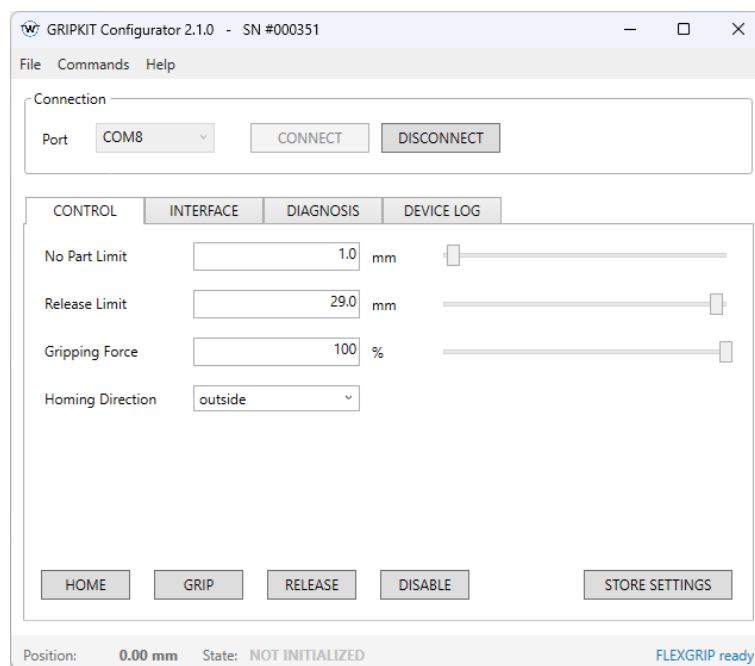 GRIPKIT Configurator 2.1.0 - SN #000351
File Commands Help
Connection
Port COM8 CONNECT DISCONNECT
CONTROL INTERFACE DIAGNOSIS DEVICE LOG
No Part Limit 1.0 mm
Release Limit 29.0 mm
Gripping Force 100 %
Homing Direction outside
HOME GRIP RELEASE DISABLE STORE SETTINGS
Position: 0.00 mm State: NOT INITIALIZED FLEXGRIP ready